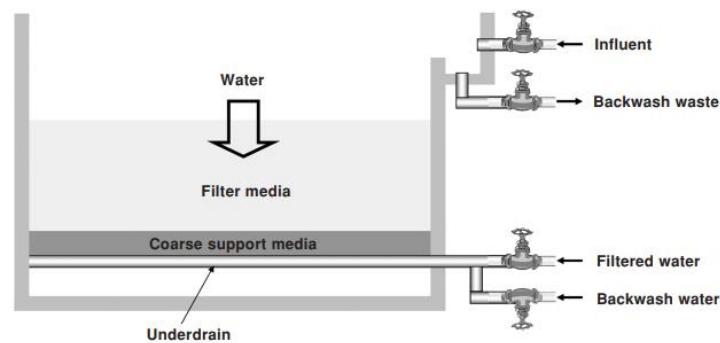 Influent
Water
Backwash waste
Filter media
Coarse support media
Filtered water
Backwash water
Underdrain